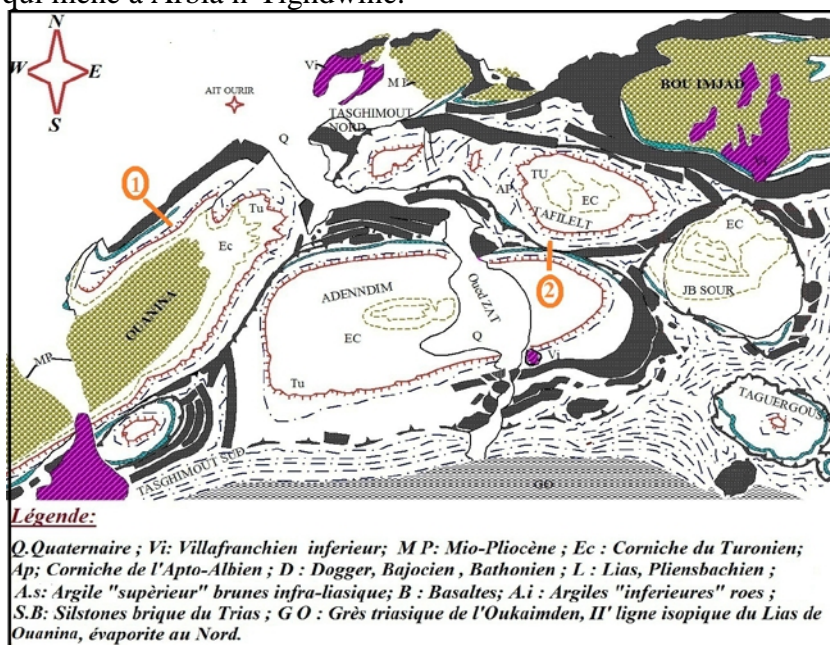 qui mène à Arbia n'Tighdwine.
N
W E
S
AIT OURIR
Vi
M P
TASGHIMOUT
NORD
BOU IMJAD
Vi
Q
1
Tu
Ec
AP
TU
EC
TAFILELT
EC
JB SOUR
2
OUANINA
ADENNDIM
EC
Oued ZAT
Q
MP
Tu
Vi
TAGUERGOUS
TASGHIMOUT SUD
GO
Légende:
Q.Quaternaire ; Vi: Villafranchien inferieur; M P: Mio-Pliocène ; Ec : Corniche du Turonien;
Ap; Corniche de l'Apto-Albien ; D : Dogger, Bajocien , Bathonien ; L : Lias, Pliensbachien ;
A.s: Argile "supèrieur" brunes infra-liasique; B : Basaltes; A.i : Argiles "inferieures" roes ;
S.B: Silstones brique du Trias ; G O : Grès triasique de l'Oukaimden, II' ligne isopique du Lias de
Ouanina, évaporite au Nord.